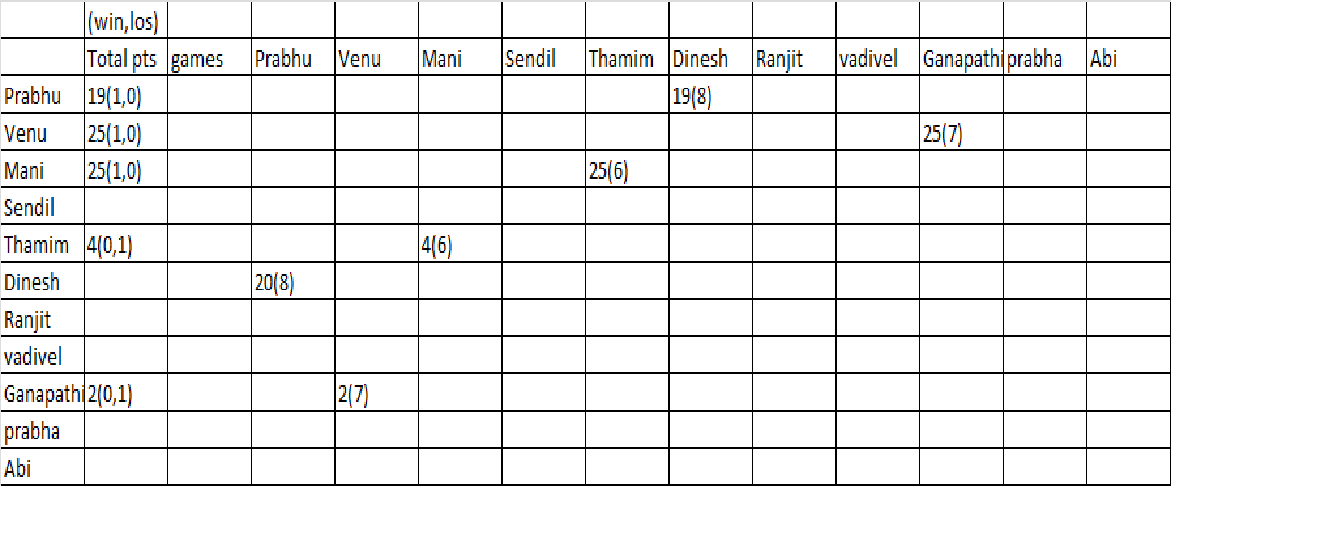 (win,los)
Total pts games Prabhu Venu Mani Sendil Thamim Dinesh Ranjit vadivel Ganapathi prabha Abi
Prabhu 19(1,0) 19(8)
Venu 25(1,0) 25(7)
Mani 25(1,0) 25(6)
Sendil
Thamim 4(0,1) 4(6)
Dinesh 20(8)
Ranjit
vadivel
Ganapathi 2(0,1) 2(7)
prabha
Abi